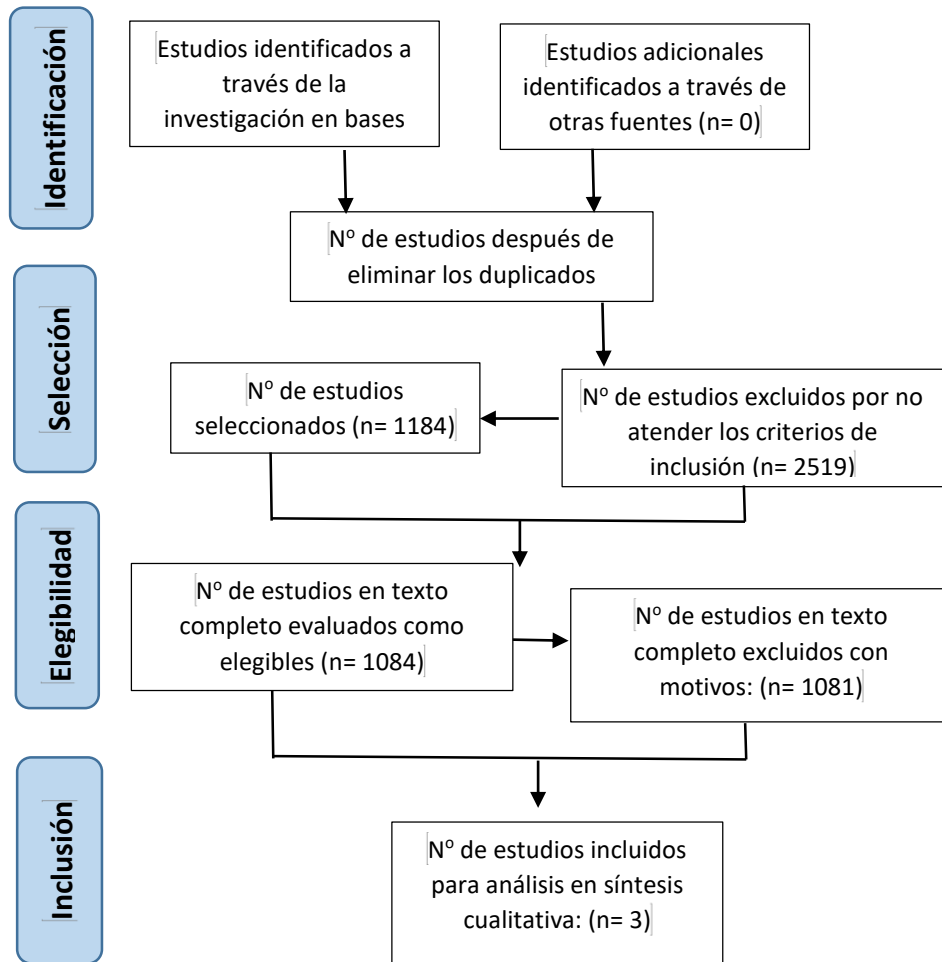 Identificación
Estudios identificados a
través de la
investigación en bases
Estudios adicionales
identificados a través de
otras fuentes (n= 0)
Nº de estudios después de
eliminar los duplicados
Selección
Nº de estudios
seleccionados (n= 1184)
Nº de estudios excluidos por no
atender los criterios de
inclusión (n= 2519)
Elegibilidad
Nº de estudios en texto
completo evaluados como
elegibles (n= 1084)
Nº de estudios en texto
completo excluidos con
motivos: (n= 1081)
Inclusión
Nº de estudios incluidos
para análisis en síntesis
cualitativa: (n= 3)